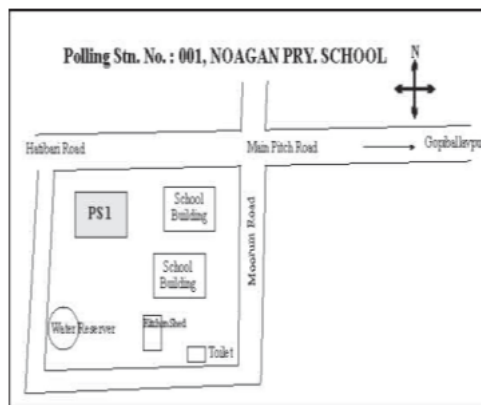 Polling Stn. No. : 001, NOAGAN PRY. SCHOOL
N
Hatibari Road
Main Pitch Road
Gopiballavpu
PS1
School
Building
Moorum Road
School
Building
Water Reserver
Kitchen Shed
Toilet